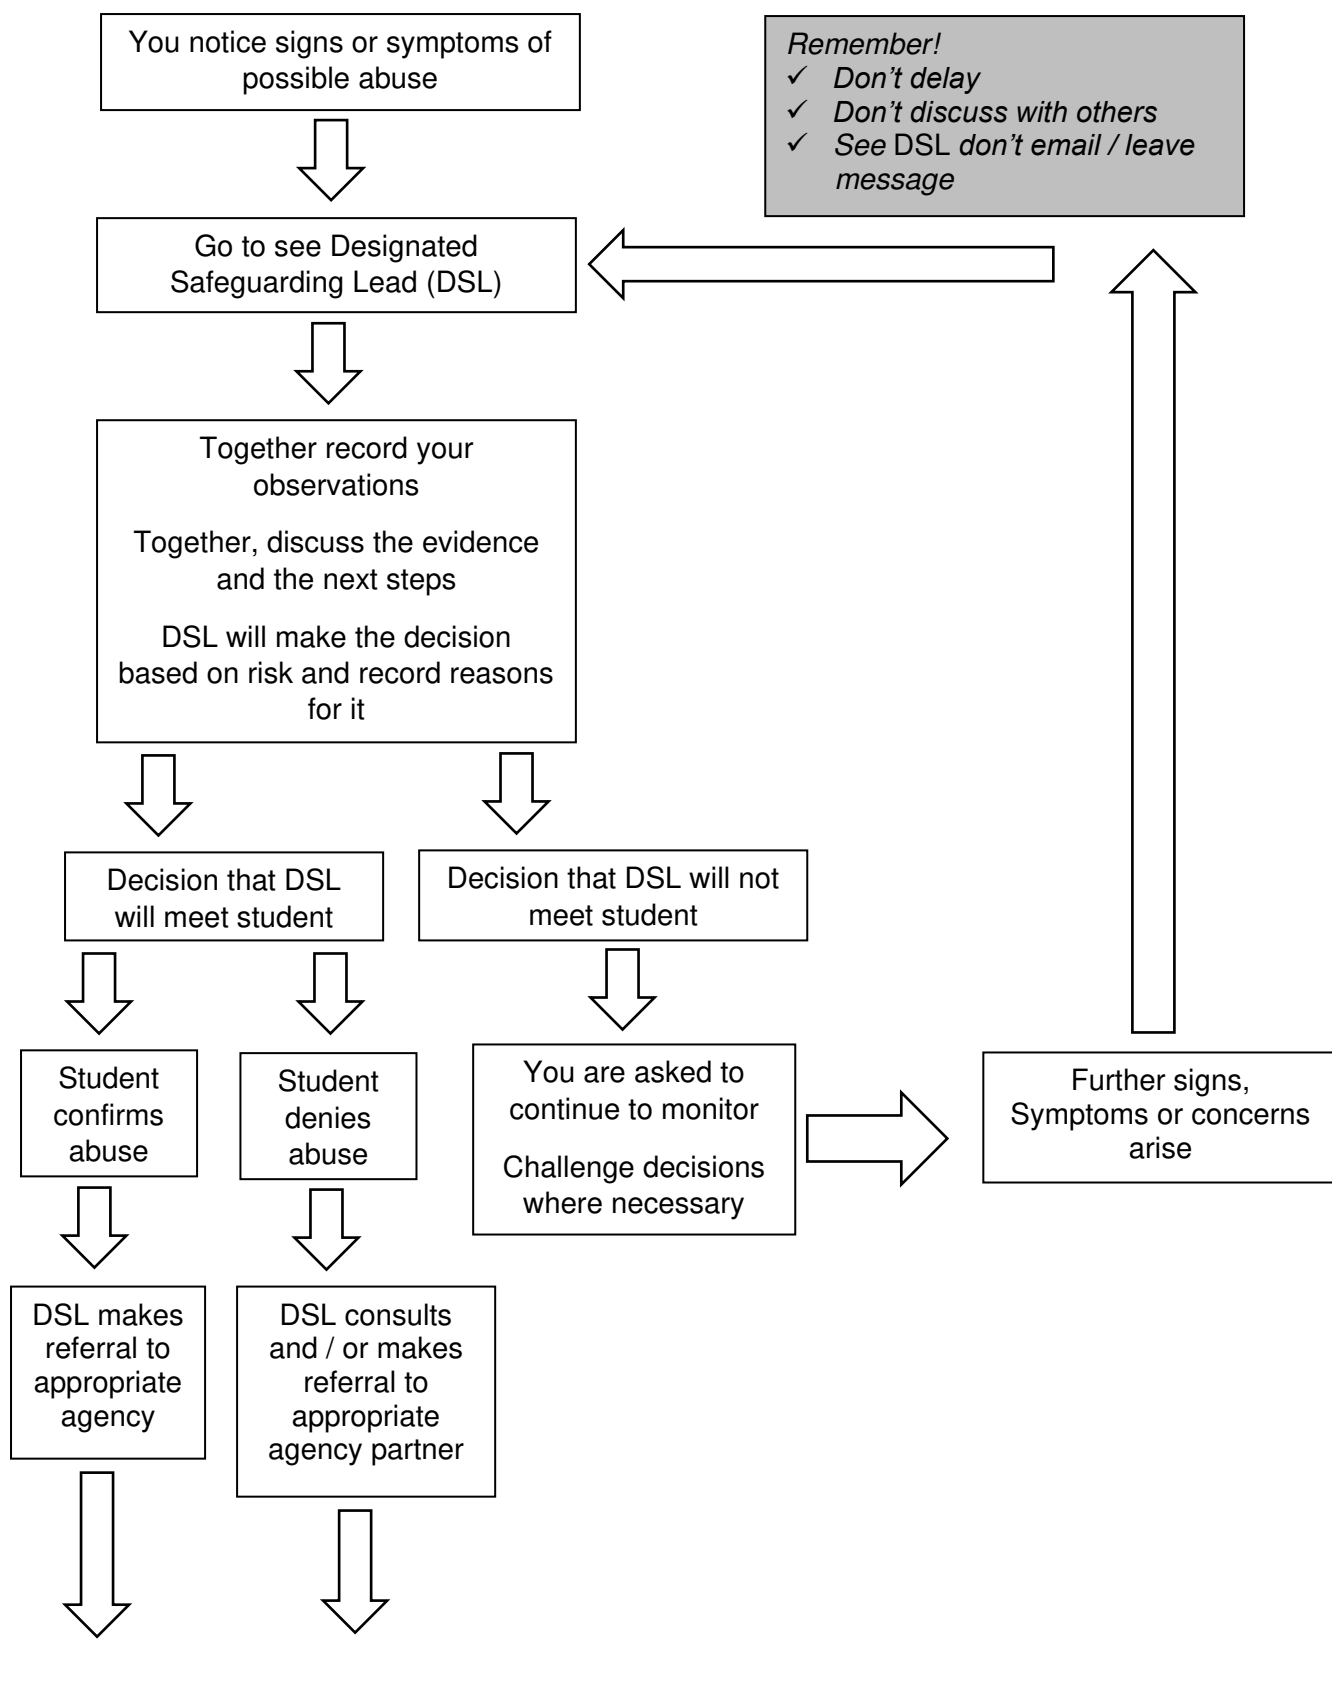 You notice signs or symptoms of
possible abuse
Remember!
✓ Don't delay
✓ Don't discuss with others
✓ See DSL don't email / leave
message
Go to see Designated
Safeguarding Lead (DSL)
Together record your
observations
Together, discuss the evidence
and the next steps
DSL will make the decision
based on risk and record reasons
for it
Decision that DSL
will meet student
Decision that DSL will not
meet student
Student
confirms
abuse
Student
denies
abuse
You are asked to
continue to monitor
Challenge decisions
where necessary
Further signs,
Symptoms or concerns
arise
DSL makes
referral to
appropriate
agency
DSL consults
and / or makes
referral to
appropriate
agency partner